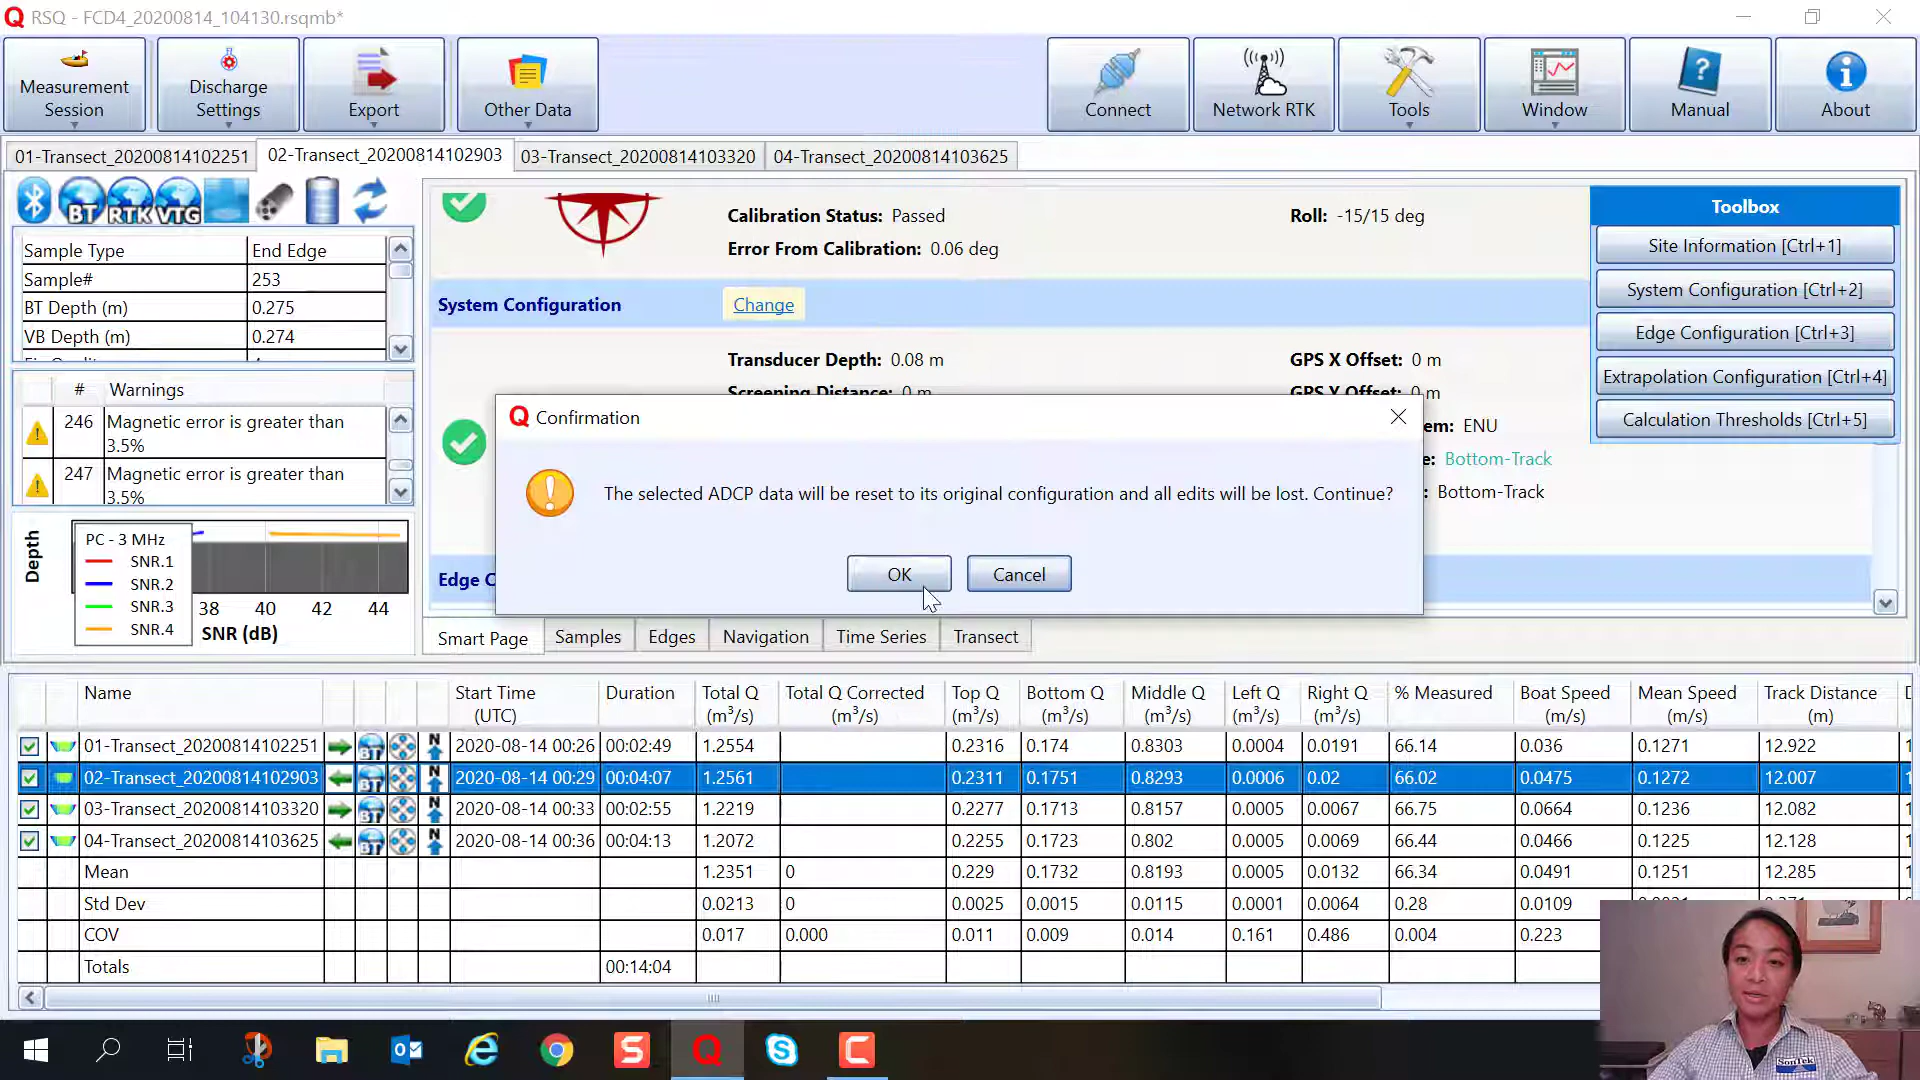 RSQ - FCD4_20200814_104130.rsqmb*
Measurement Session
Discharge Settings
Export
Other Data
Connect
Network RTK
Tools
Window
Manual
About
01-Transect_20200814102251
02-Transect_20200814102903
03-Transect_20200814103320
04-Transect_20200814103625
BT
RTK
VTG
Sample Type End Edge
Sample# 253
BT Depth (m) 0.275
VB Depth (m) 0.274
# Warnings
246 Magnetic error is greater than
3.5%
247 Magnetic error is greater than
3.5%
Depth
PC - 3 MHz
SNR.1
SNR.2
SNR.3
SNR.4
38 40 42 44
SNR (dB)
Calibration Status: Passed
Roll: -15/15 deg
Error From Calibration: 0.06 deg
System Configuration Change
Transducer Depth: 0.08 m
GPS X Offset: 0 m
Screening Distance: 0 m
GPS Y Offset: 0 m
em: ENU
e: Bottom-Track
: Bottom-Track
Edge C
Toolbox
Site Information [Ctrl+1]
System Configuration [Ctrl+2]
Edge Configuration [Ctrl+3]
Extrapolation Configuration [Ctrl+4]
Calculation Thresholds [Ctrl+5]
Confirmation
The selected ADCP data will be reset to its original configuration and all edits will be lost. Continue?
OK
Cancel
Smart Page Samples Edges Navigation Time Series Transect
Name Start Time (UTC) Duration Total Q (m³/s) Total Q Corrected (m³/s) Top Q (m³/s) Bottom Q (m³/s) Middle Q (m³/s) Left Q (m³/s) Right Q (m³/s) % Measured Boat Speed (m/s) Mean Speed (m/s) Track Distance (m)
01-Transect_20200814102251 BT N 2020-08-14 00:26 00:02:49 1.2554 0.2316 0.174 0.8303 0.0004 0.0191 66.14 0.036 0.1271 12.922
02-Transect_20200814102903 BT N 2020-08-14 00:29 00:04:07 1.2561 0.2311 0.1751 0.8293 0.0006 0.02 66.02 0.0475 0.1272 12.007
03-Transect_20200814103320 BT N 2020-08-14 00:33 00:02:55 1.2219 0.2277 0.1713 0.8157 0.0005 0.0067 66.75 0.0664 0.1236 12.082
04-Transect_20200814103625 BT N 2020-08-14 00:36 00:04:13 1.2072 0.2255 0.1723 0.802 0.0005 0.0069 66.44 0.0466 0.1225 12.128
Mean 1.2351 0 0.229 0.1732 0.8193 0.0005 0.0132 66.34 0.0491 0.1251 12.285
Std Dev 0.0213 0 0.0025 0.0015 0.0115 0.0001 0.0064 0.28 0.0109
COV 0.017 0.000 0.011 0.009 0.014 0.161 0.486 0.004 0.223
Totals 00:14:04
SonTek